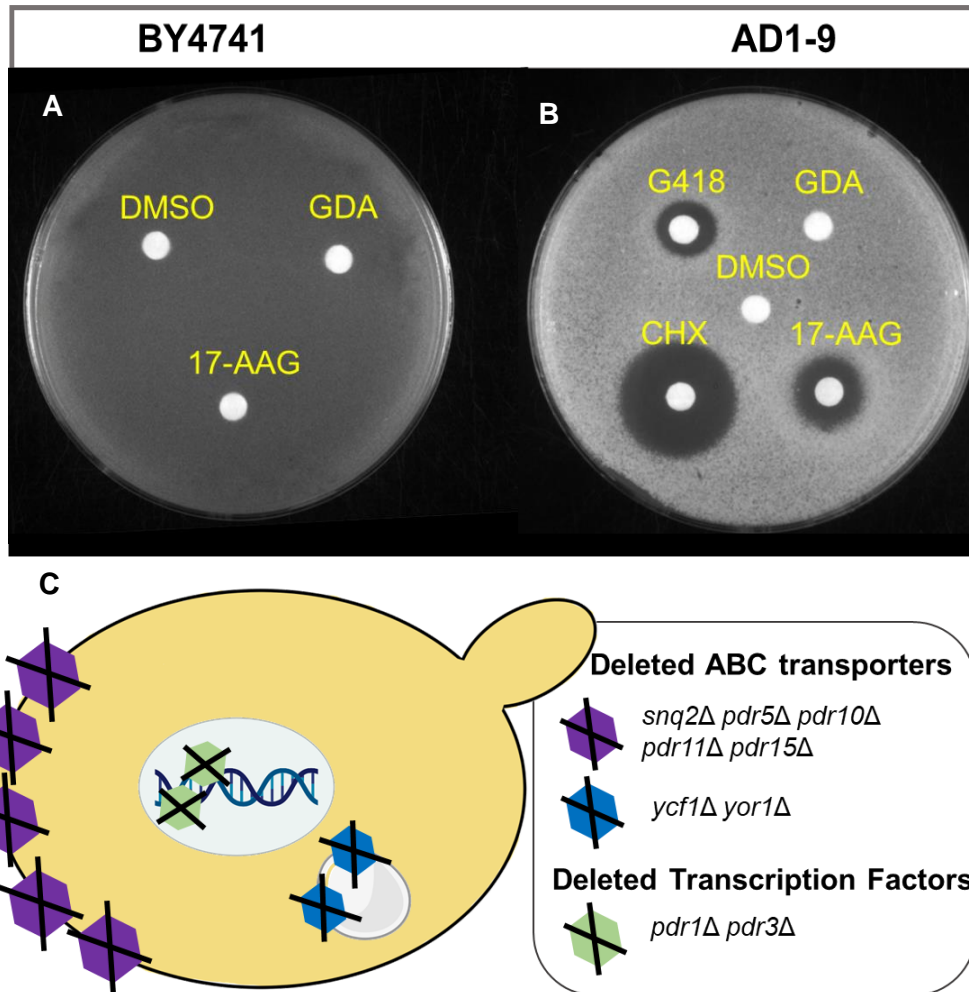 BY4741
AD1-9
A
DMSO
GDA
17-AAG
B
G418
GDA
DMSO
CHX
17-AAG
C
Deleted ABC transporters
snq2Δ pdr5Δ pdr10Δ
pdr11Δ pdr15Δ
ycf1Δ yor1Δ
Deleted Transcription Factors
pdr1Δ pdr3Δ